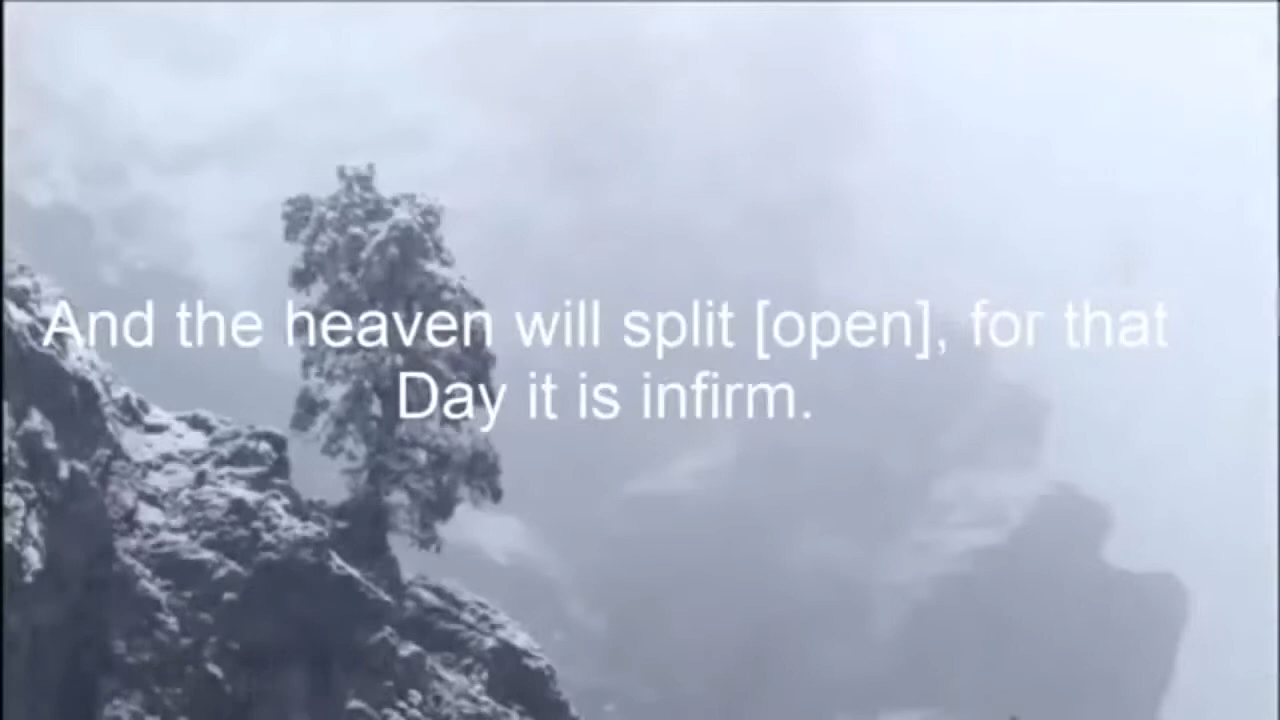 And the heaven will split [open], for that
Day it is infirm.